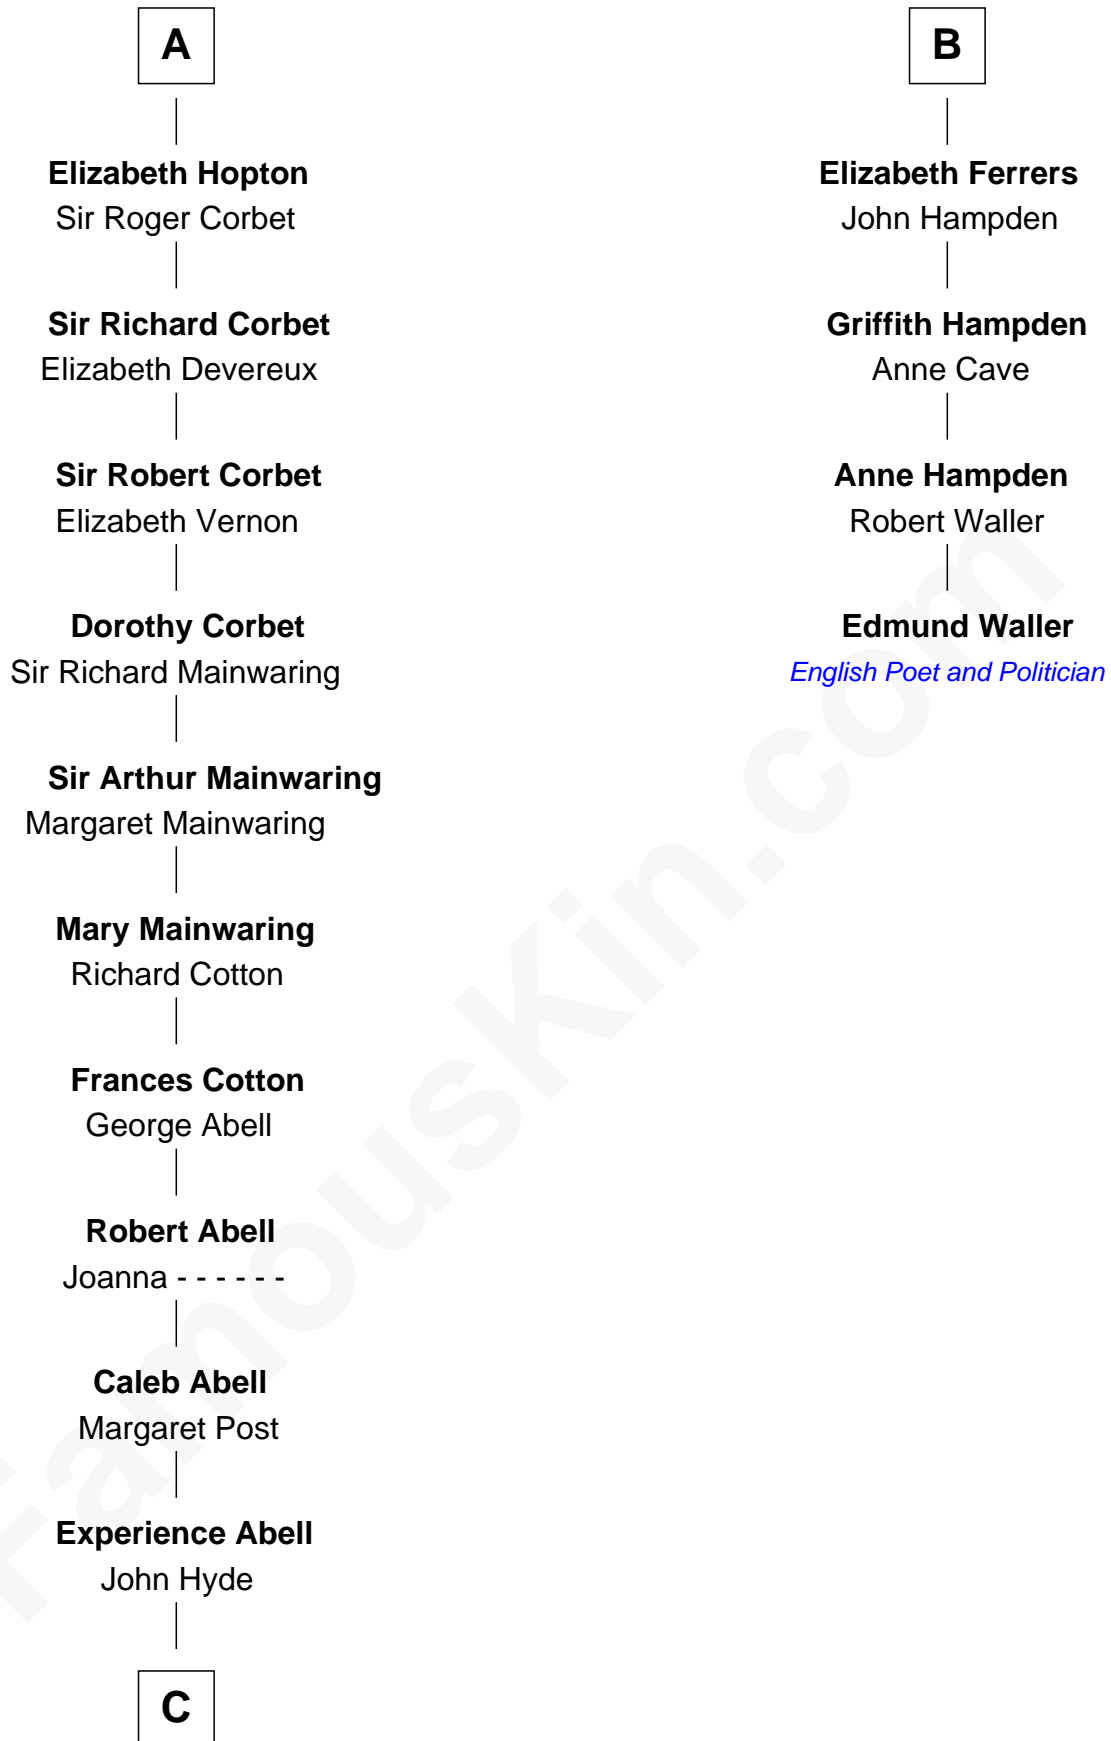 A
Elizabeth Hopton
Sir Roger Corbet
Sir Richard Corbet
Elizabeth Devereux
Sir Robert Corbet
Elizabeth Vernon
Dorothy Corbet
Sir Richard Mainwaring
Sir Arthur Mainwaring
Margaret Mainwaring
Mary Mainwaring
Richard Cotton
Frances Cotton
George Abell
Robert Abell
Joanna - - - - - -
Caleb Abell
Margaret Post
Experience Abell
John Hyde
C
B
Elizabeth Ferrers
John Hampden
Griffith Hampden
Anne Cave
Anne Hampden
Robert Waller
Edmund Waller
English Poet and Politician
FamousKin.com